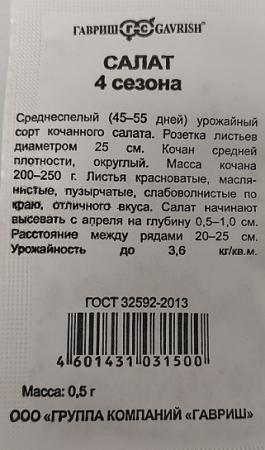 ГАВРИШ ГС GAVRISH
САЛАТ
4 сезона
Среднеспелый (45–55 дней) урожайный
сорт кочанного салата. Розетка листьев
диаметром 25 см. Кочан средней
плотности, округлый. Масса кочана
200–250 г. Листья красноватые, масля-
нистые, пузырчатые, слабоволнистые по
краю, отличного вкуса. Салат начинают
высевать с апреля на глубину 0,5–1,0 см.
Расстояние между рядами 20–25 см.
Урожайность до 3,6 кг/кв.м.
ГОСТ 32592-2013
4 601431 031500
Масса: 0,5 г
ООО «ГРУППА КОМПАНИЙ «ГАВРИШ»